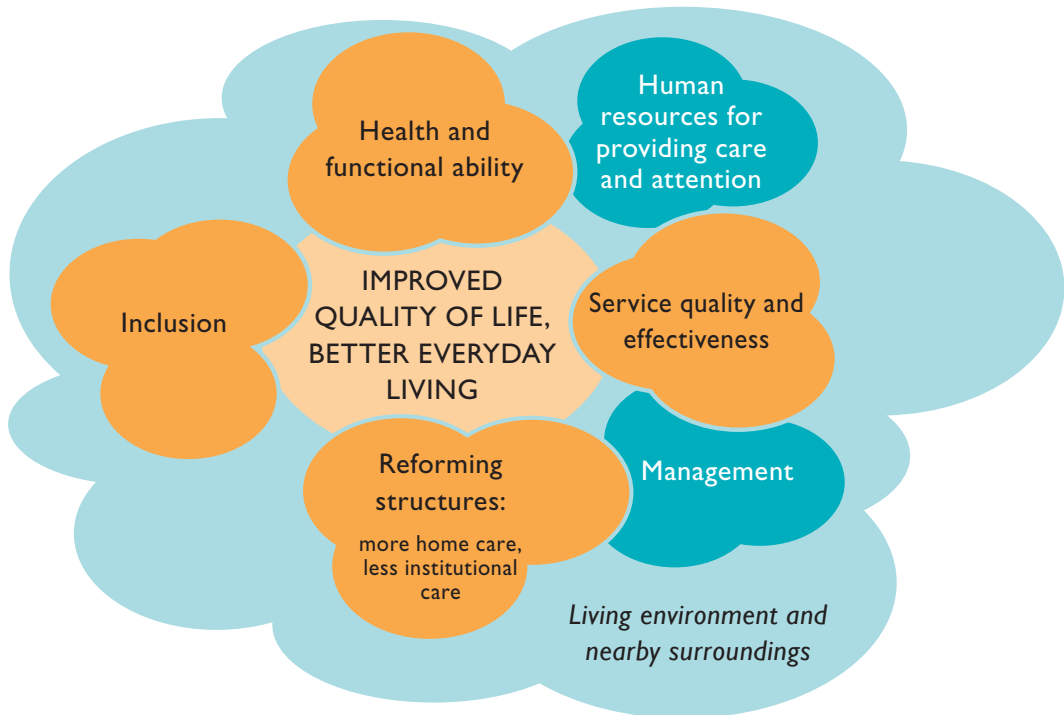 Health and
functional ability
Human
resources for
providing care
and attention
Inclusion
IMPROVED
QUALITY OF LIFE,
BETTER EVERYDAY
LIVING
Service quality and
effectiveness
Reforming
structures:
more home care,
less institutional
care
Management
Living environment and
nearby surroundings